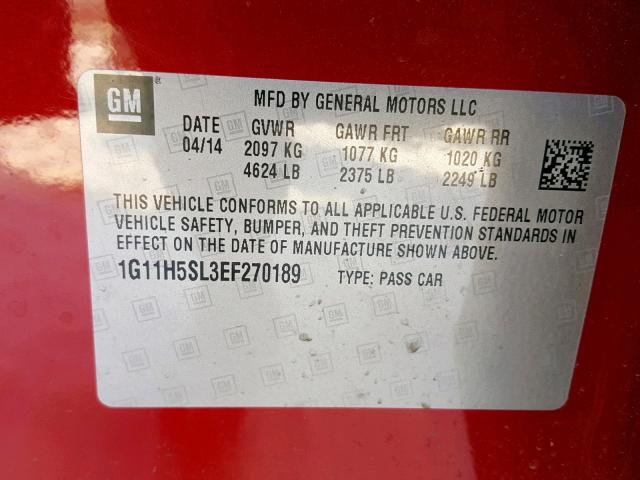 GM
MFD BY GENERAL MOTORS LLC
DATE GVWR GAWR FRT GAWR RR
04/14 2097 KG 1077 KG 1020 KG
4624 LB 2375 LB 2249 LB
THIS VEHICLE CONFORMS TO ALL APPLICABLE U.S. FEDERAL MOTOR
VEHICLE SAFETY, BUMPER, AND THEFT PREVENTION STANDARDS IN
EFFECT ON THE DATE OF MANUFACTURE SHOWN ABOVE.
1G11H5SL3EF270189 TYPE: PASS CAR